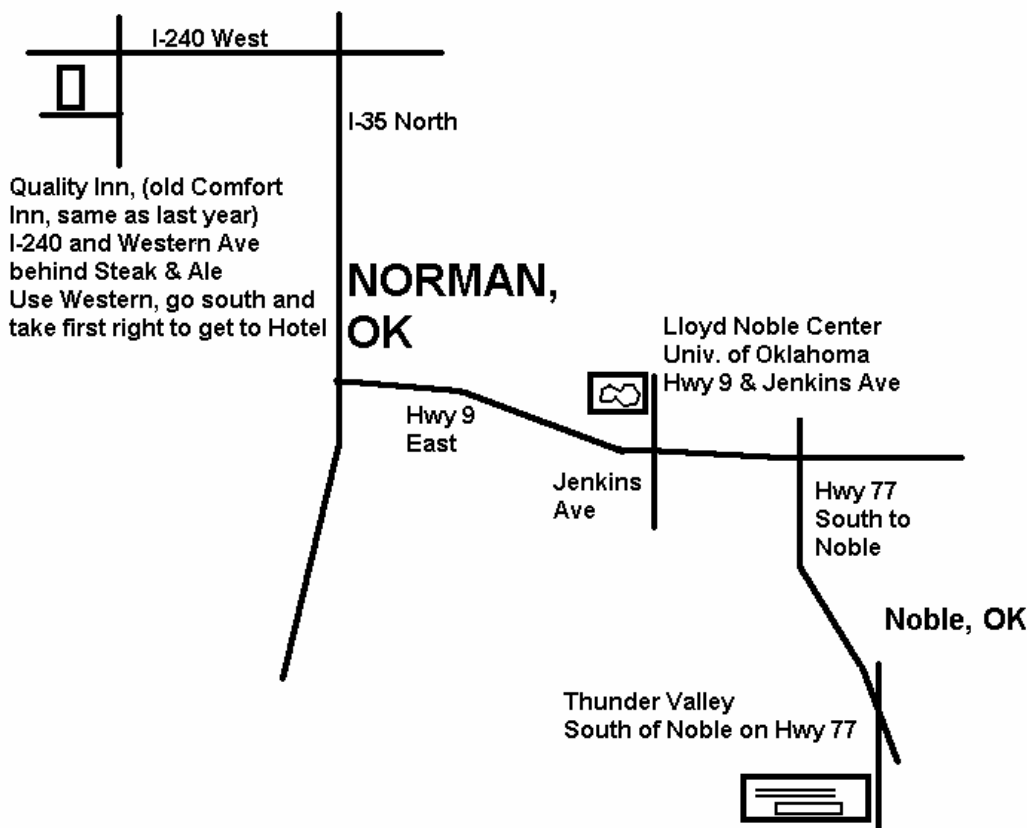 I-240 West
I-35 North
Quality Inn, (old Comfort
Inn, same as last year)
I-240 and Western Ave
behind Steak & Ale
Use Western, go south and
take first right to get to Hotel
NORMAN,
OK
Lloyd Noble Center
Univ. of Oklahoma
Hwy 9 & Jenkins Ave
Hwy 9
East
Jenkins
Ave
Hwy 77
South to
Noble
Noble, OK
Thunder Valley
South of Noble on Hwy 77